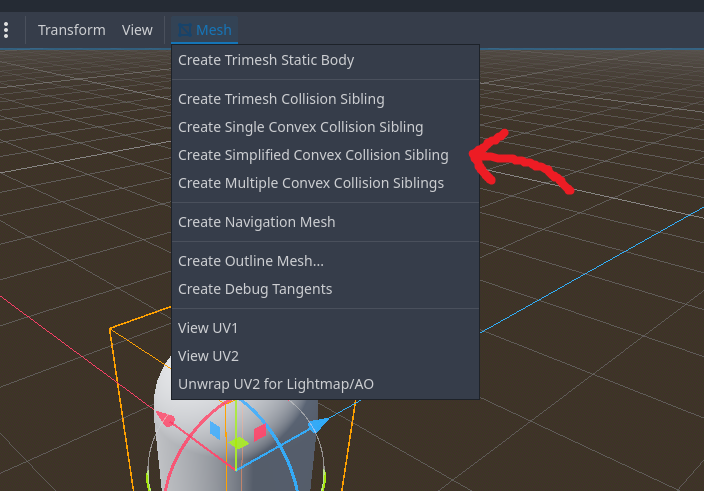 Transform View Mesh
Create Trimesh Static Body
Create Trimesh Collision Sibling
Create Single Convex Collision Sibling
Create Simplified Convex Collision Sibling
Create Multiple Convex Collision Siblings
Create Navigation Mesh
Create Outline Mesh...
Create Debug Tangents
View UV1
View UV2
Unwrap UV2 for Lightmap/AO